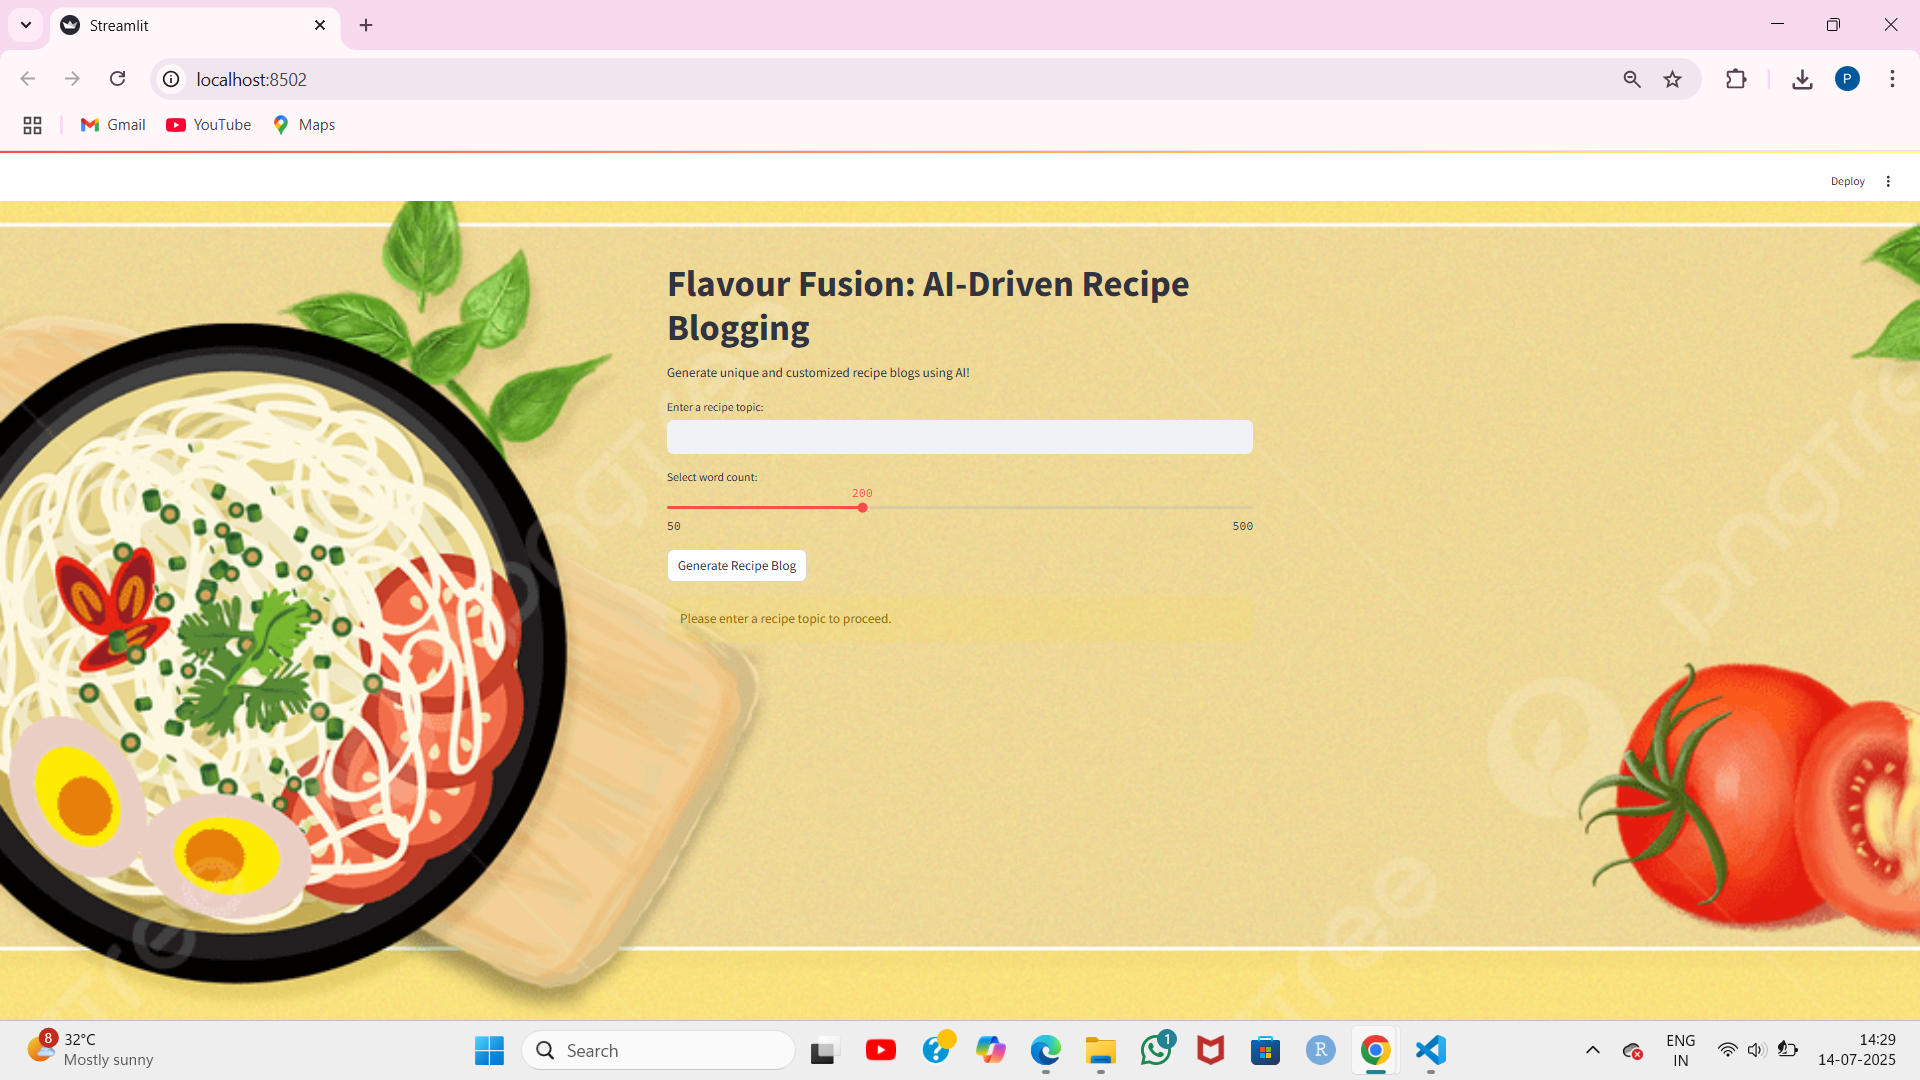 Streamlit
localhost:8502
P
Gmail
YouTube
Maps
Deploy
Flavour Fusion: AI-Driven Recipe
Blogging
Generate unique and customized recipe blogs using AI!
Enter a recipe topic:
Select word count:
200
50
500
Generate Recipe Blog
Please enter a recipe topic to proceed.
pngtree
pngtree
8
32°C
Mostly sunny
Search
1
R
ENG
IN
14:29
14-07-2025